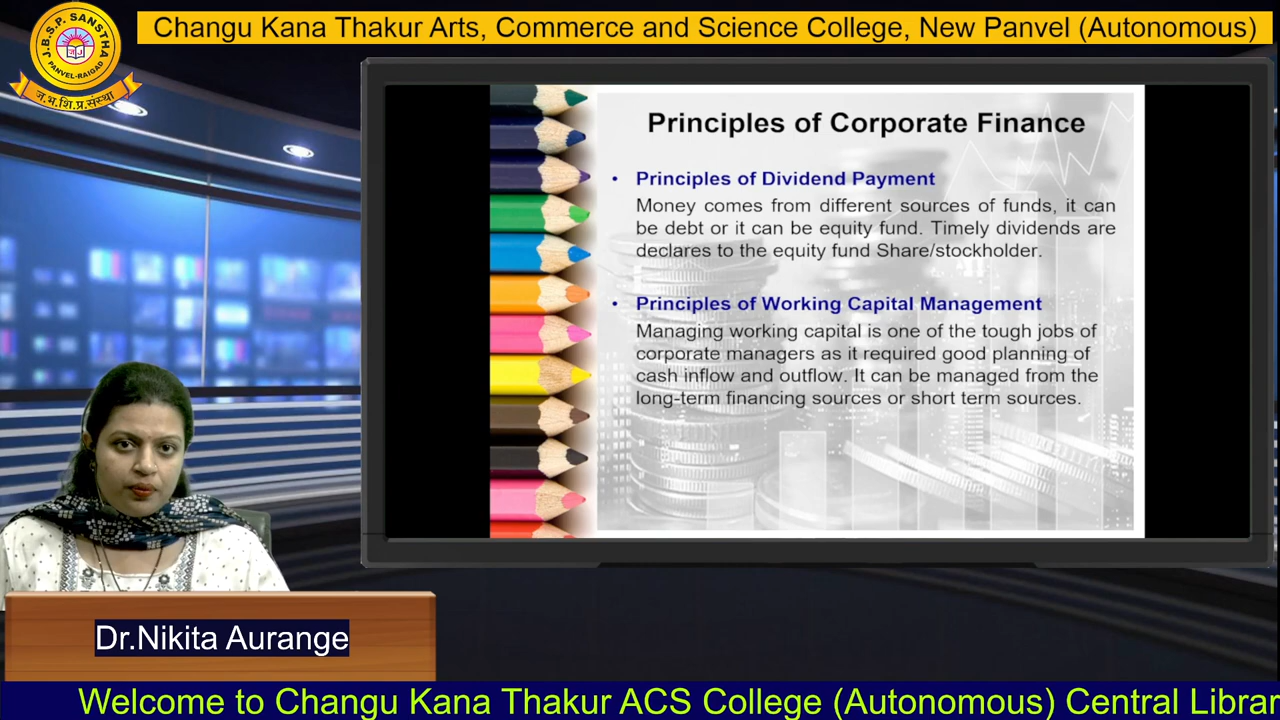 Changu Kana Thakur Arts, Commerce and Science College, New Panvel (Autonomous)
J.B.S.P. SANSTHA
PANVEL-RAIGAD
ज.भ.शि.प्र.संस्था
Principles of Corporate Finance
• Principles of Dividend Payment
Money comes from different sources of funds, it can
be debt or it can be equity fund. Timely dividends are
declares to the equity fund Share/stockholder.
• Principles of Working Capital Management
Managing working capital is one of the tough jobs of
corporate managers as it required good planning of
cash inflow and outflow. It can be managed from the
long-term financing sources or short term sources.
Dr.Nikita Aurange
Welcome to Changu Kana Thakur ACS College (Autonomous) Central Librar